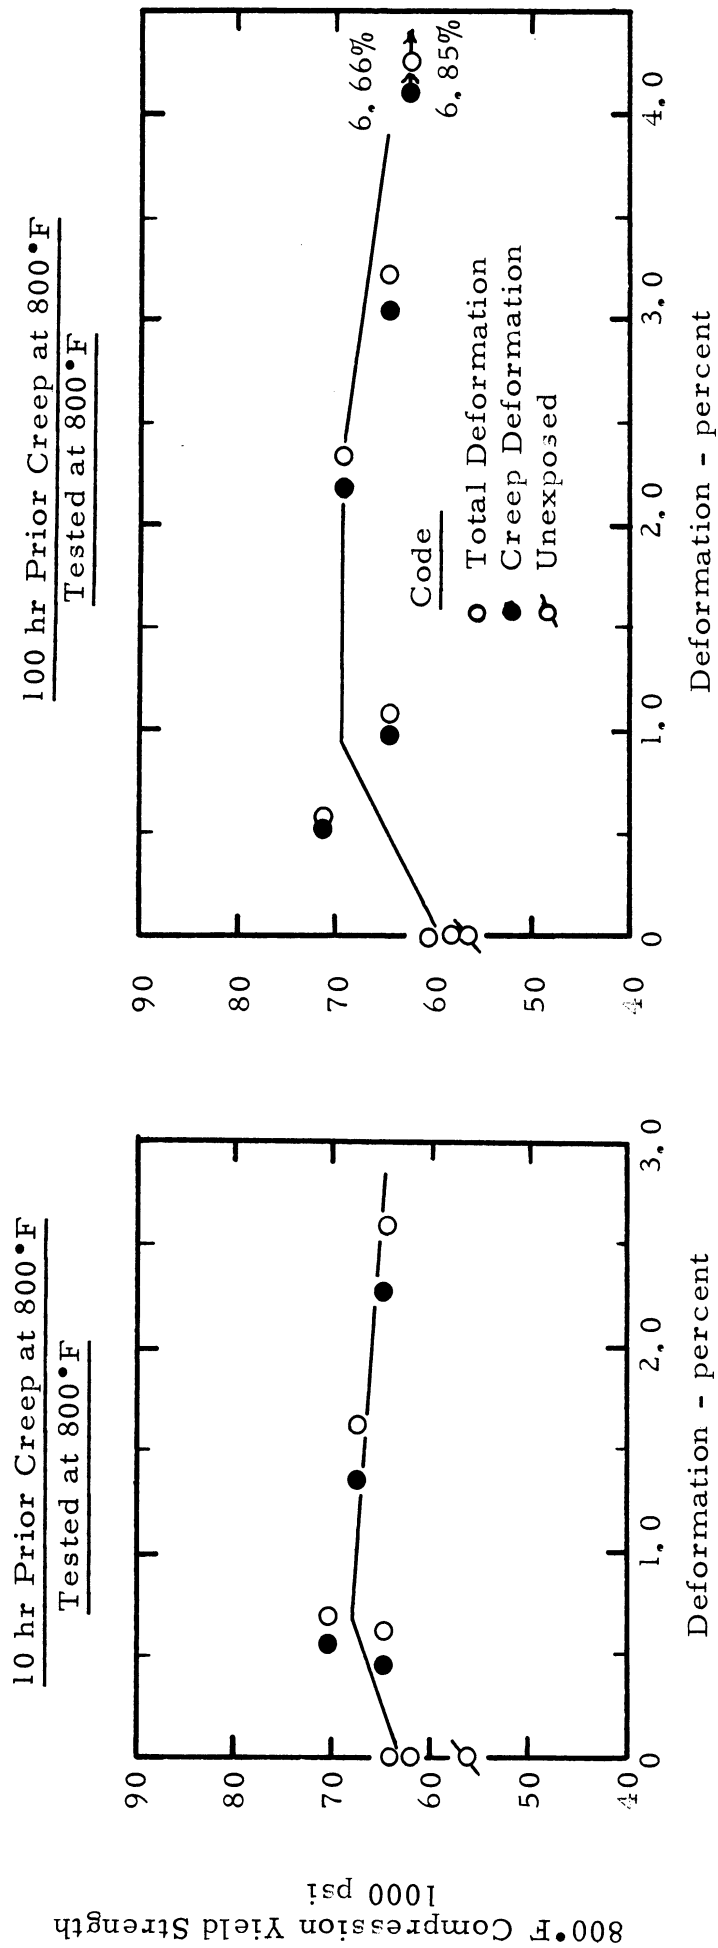 10 hr Prior Creep at 800°F
Tested at 800°F
100 hr Prior Creep at 800°F
Tested at 800°F
800°F Compression Yield Strength
1000 psi
90
80
70
60
50
40
0
1.0
2.0
3.0
Deformation - percent
90
80
70
60
50
40
0
1.0
2.0
3.0
4.0
Deformation - percent
6.66%
6.85%
Code
Total Deformation
Creep Deformation
Unexposed